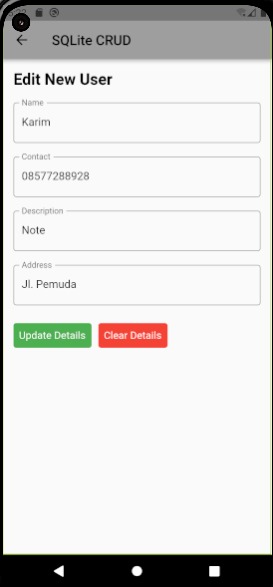 SQLite CRUD
Edit New User
Name
Karim
Contact
08577288928
Description
Note
Address
Jl. Pemuda
Update Details
Clear Details